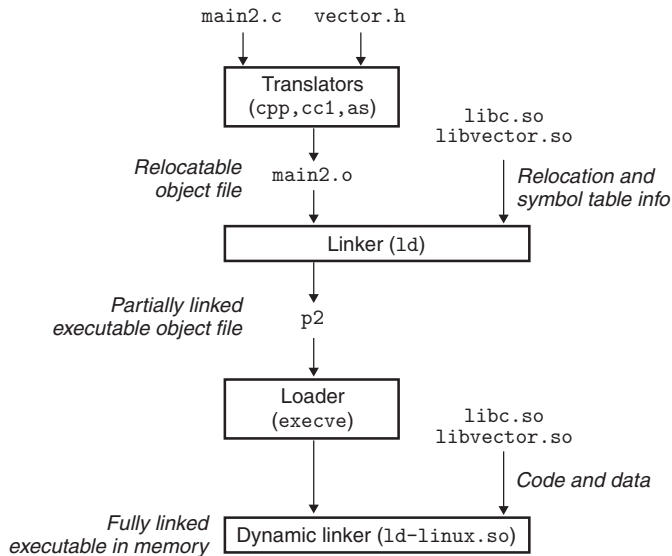 main2.c vector.h
Translators
(cpp,cc1,as)
libc.so
libvector.so
Relocatable
object file
main2.o
Relocation and
symbol table info
Linker (ld)
Partially linked
executable object file
p2
Loader
(execve)
libc.so
libvector.so
Code and data
Fully linked
executable in memory
Dynamic linker (ld-linux.so)